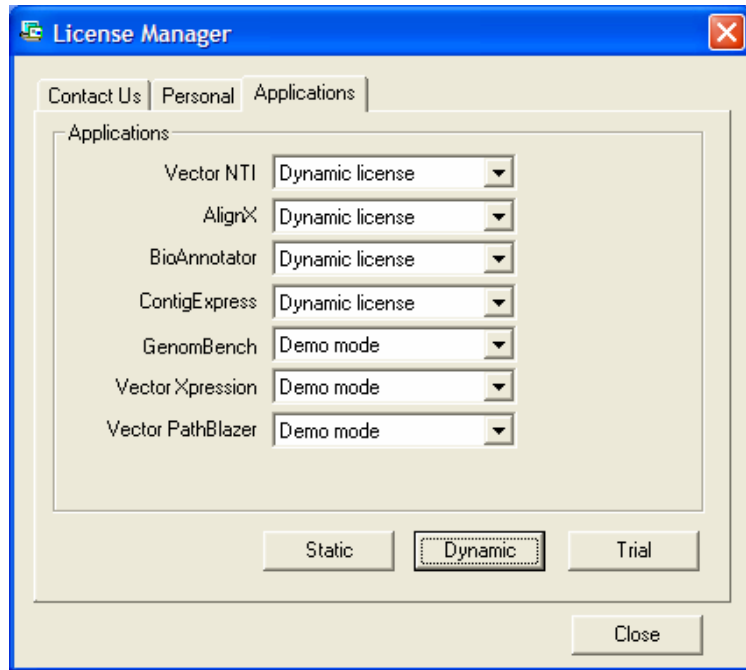 License Manager
Contact Us Personal Applications
Applications
Vector NTI Dynamic license
AlignX Dynamic license
BioAnnotator Dynamic license
ContigExpress Dynamic license
GenomBench Demo mode
Vector Xpression Demo mode
Vector PathBlazer Demo mode
Static Dynamic Trial
Close